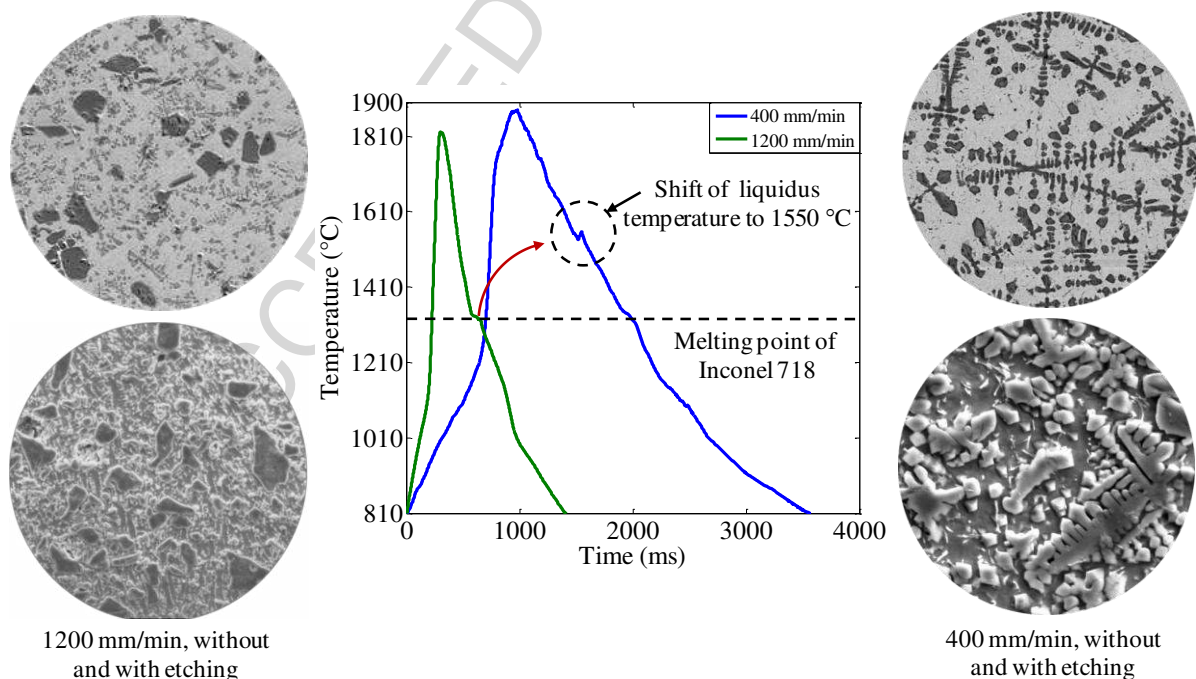 1900
1810
1610
1410
1210
1010
810
Temperature (°C)
0
1000
2000
3000
4000
Time (ms)
400 mm/min
1200 mm/min
Shift of liquidus
temperature to 1550 °C
Melting point of
Inconel 718
1200 mm/min, without
and with etching
400 mm/min, without
and with etching